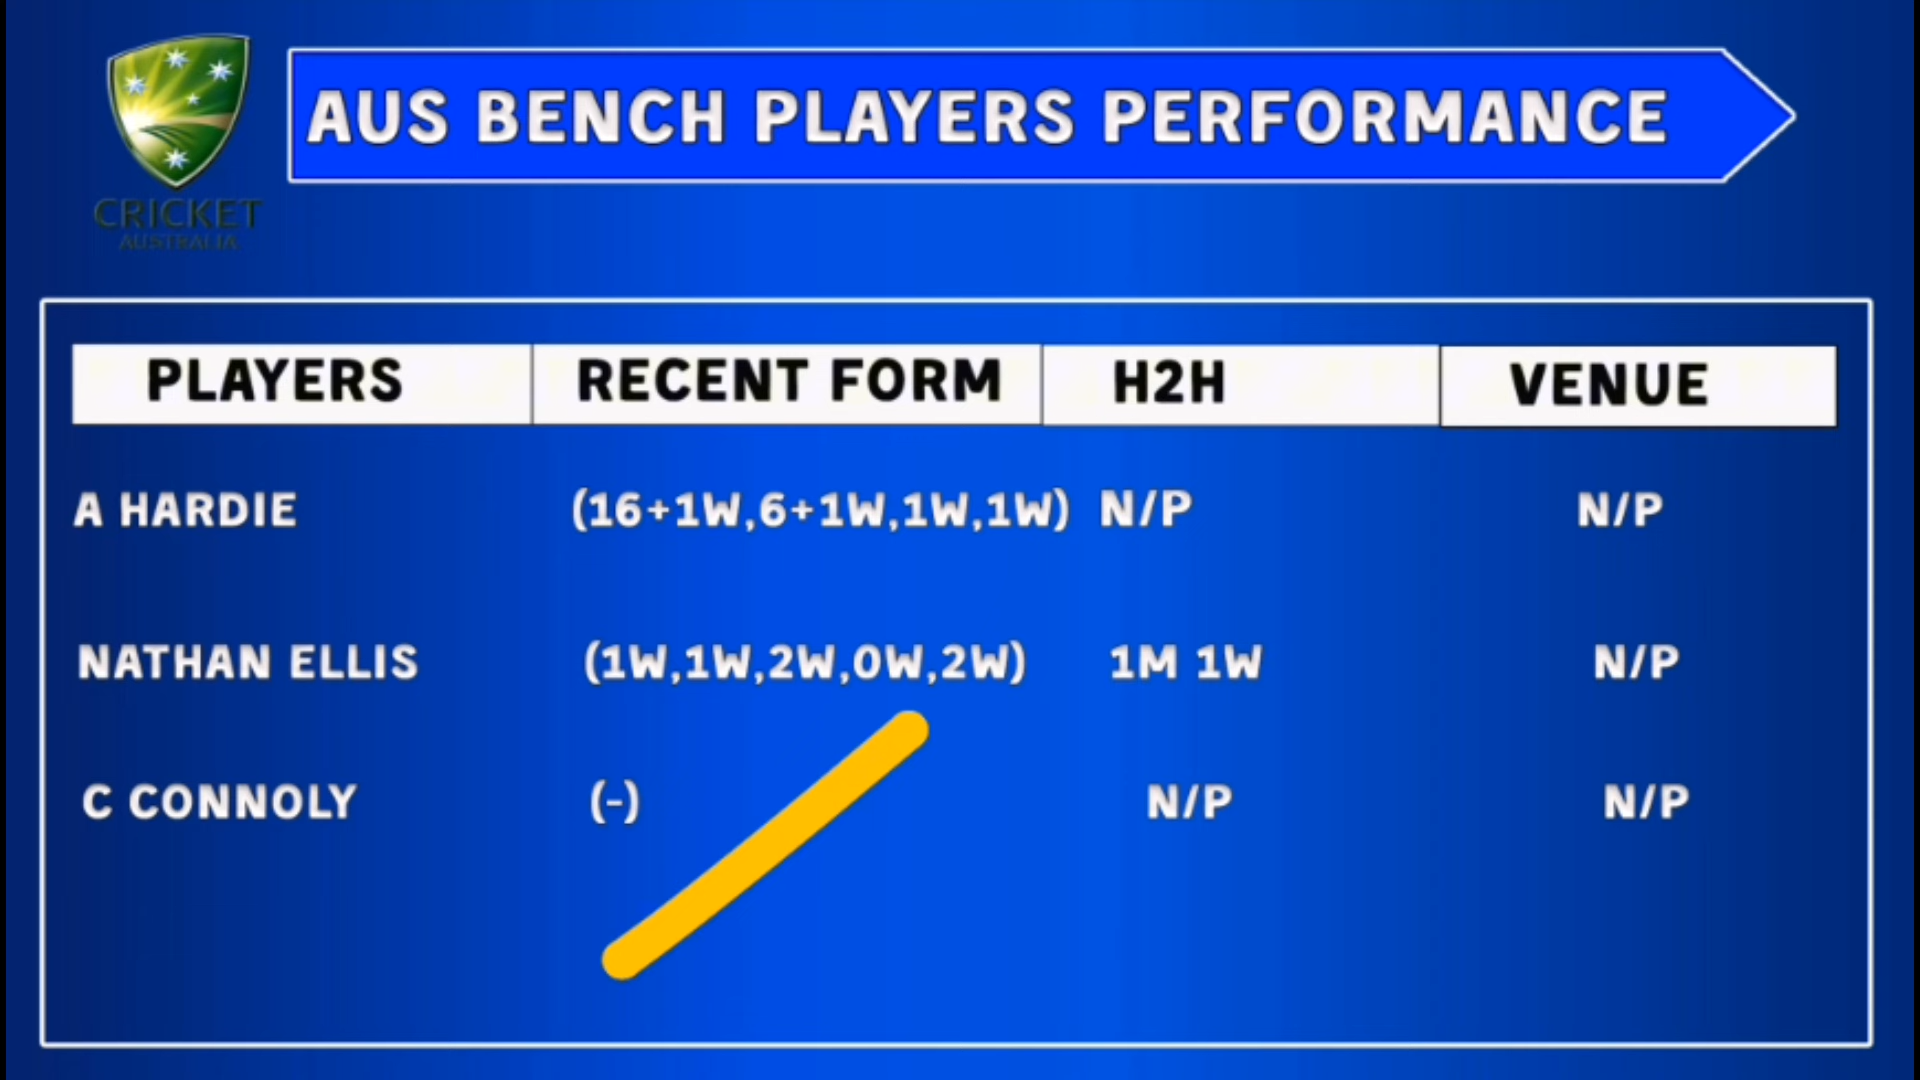 CRICKET
AUSTRALIA
AUS BENCH PLAYERS PERFORMANCE
PLAYERS RECENT FORM H2H VENUE
A HARDIE (16+1W,6+1W,1W,1W) N/P N/P
NATHAN ELLIS (1W,1W,2W,0W,2W) 1M 1W N/P
C CONNOLY (-) N/P N/P